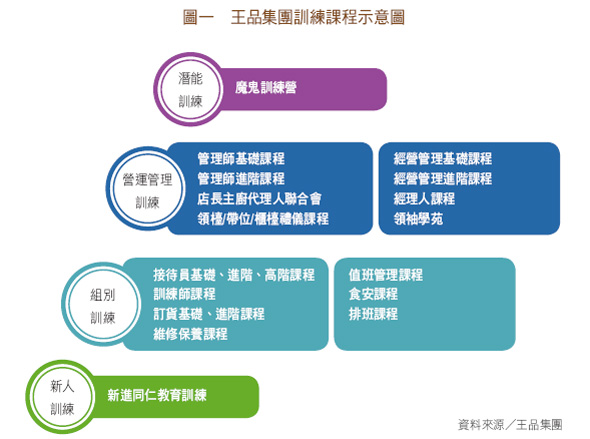 圖一 王品集團訓練課程示意圖
潛能
訓練
魔鬼訓練營
營運管理
訓練
管理師基礎課程
管理師進階課程
店長主廚代理人聯合會
領檯/帶位/櫃檯禮儀課程
經營管理基礎課程
經營管理進階課程
經理人課程
領袖學苑
組別
訓練
接待員基礎、進階、高階課程
訓練師課程
訂貨基礎、進階課程
維修保養課程
值班管理課程
食安課程
排班課程
新人
訓練
新進同仁教育訓練
資料來源／王品集團